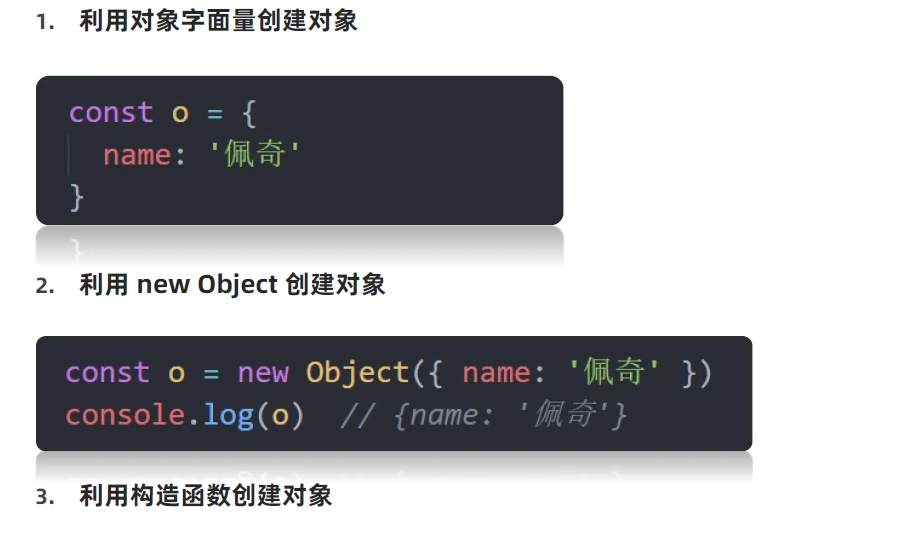 1. 利用对象字面量创建对象
const o = {
name: '佩奇'
}
2. 利用 new Object 创建对象
const o = new Object({ name: '佩奇' })
console.log(o) // {name: '佩奇'}
3. 利用构造函数创建对象